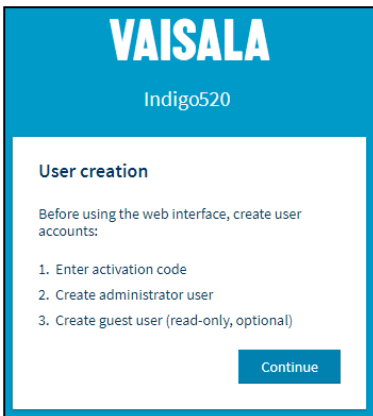 VAISALA
Indigo520
User creation
Before using the web interface, create user
accounts:
1. Enter activation code
2. Create administrator user
3. Create guest user (read-only, optional)
Continue